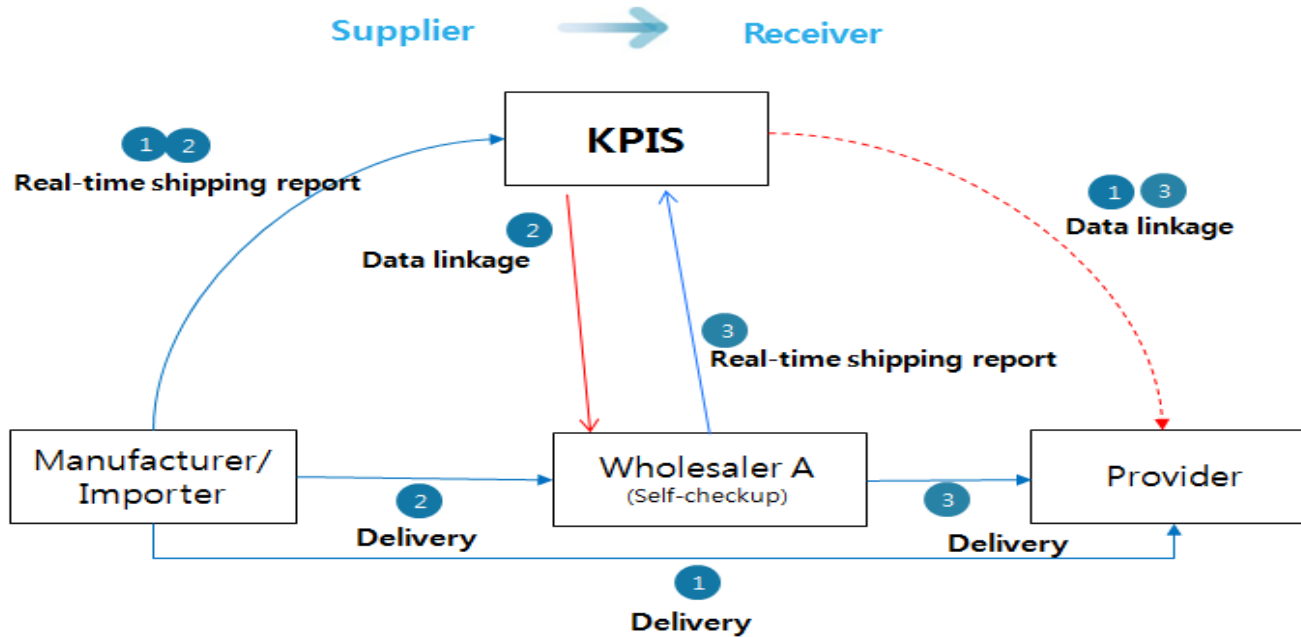 Supplier
Receiver
KPIS
1 2
Real-time shipping report
1 3
Data linkage
2
Data linkage
3
Real-time shipping report
Manufacturer/
Importer
Wholesaler A
(Self-checkup)
Provider
2
Delivery
3
Delivery
1
Delivery